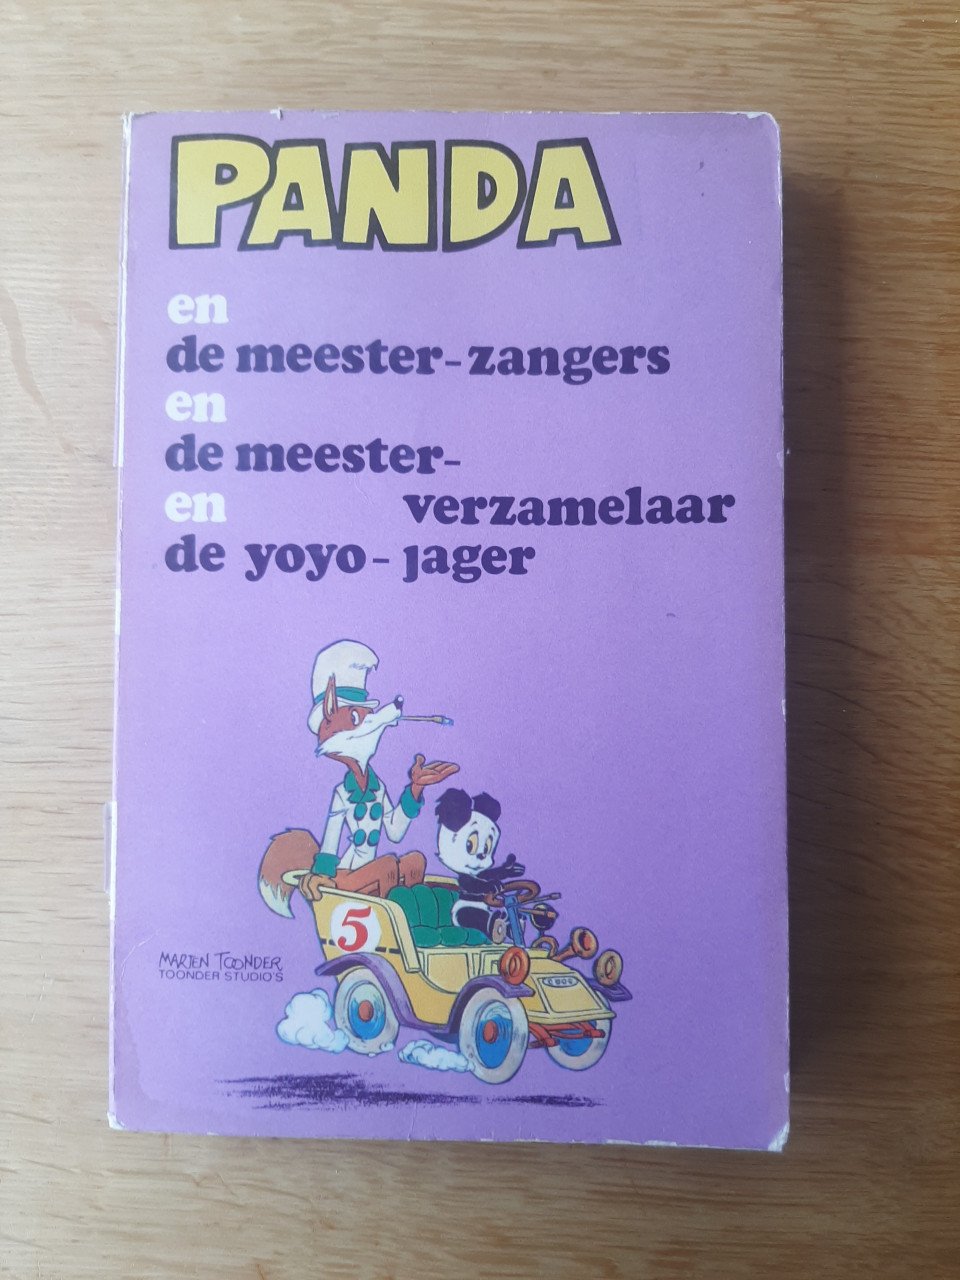 PANDA
en
de meester-zangers
en
de meester-
en verzamelaar
de yoyo-jager
5
MARTEN TOONDER
TOONDER STUDIO'S